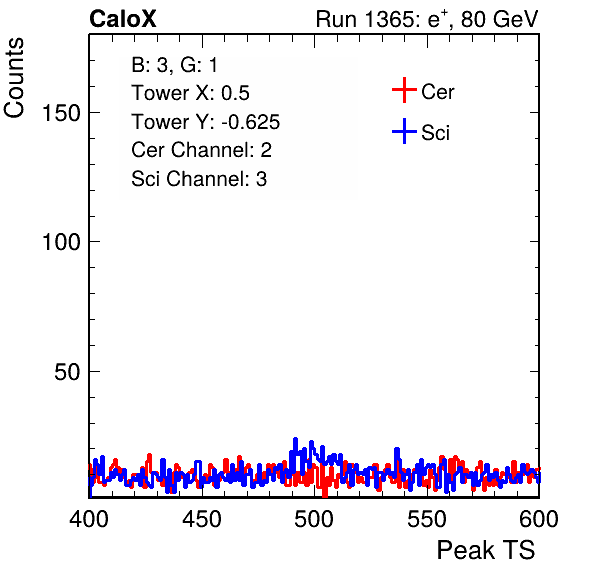 CaloX Run 1365: e⁺, 80 GeV
Counts
B: 3, G: 1
Tower X: 0.5
Tower Y: -0.625
Cer Channel: 2
Sci Channel: 3
Cer
Sci
150
100
50
400 450 500 550 600
Peak TS